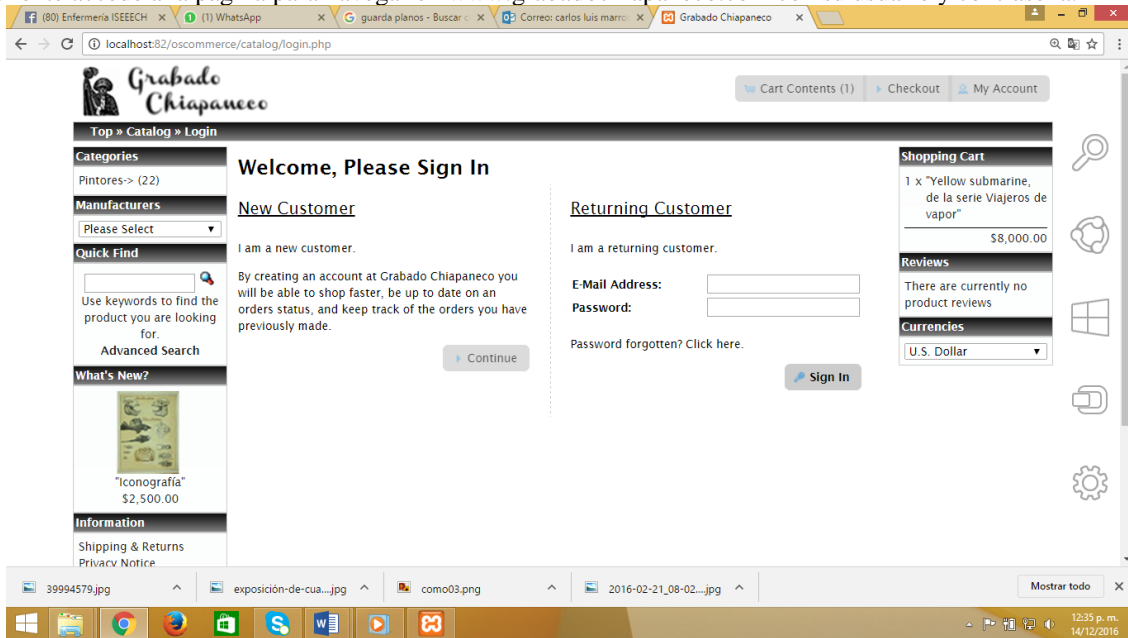 (80) Enfermería ISEEECH
(1) WhatsApp
guarda planos - Buscar c
Correo: carlos luis marro
Grabado Chiapaneco
localhost:82/oscommerce/catalog/login.php
Grabado
Chiapaneco
Cart Contents (1)
Checkout
My Account
Top » Catalog » Login
Categories
Pintores-> (22)
Manufacturers
Please Select
Quick Find
Use keywords to find the
product you are looking
for.
Advanced Search
What's New?
"Iconografía"
$2,500.00
Information
Shipping & Returns
Privacy Notice
Welcome, Please Sign In
New Customer
I am a new customer.
By creating an account at Grabado Chiapaneco you
will be able to shop faster, be up to date on an
orders status, and keep track of the orders you have
previously made.
Continue
Returning Customer
I am a returning customer.
E-Mail Address:
Password:
Password forgotten? Click here.
Sign In
Shopping Cart
1 x "Yellow submarine,
de la serie Viajeros de
vapor"
$8,000.00
Reviews
There are currently no
product reviews
Currencies
U.S. Dollar
39994579.jpg
exposición-de-cua....jpg
como03.png
2016-02-21_08-02....jpg
Mostrar todo
12:35 p. m.
14/12/2016